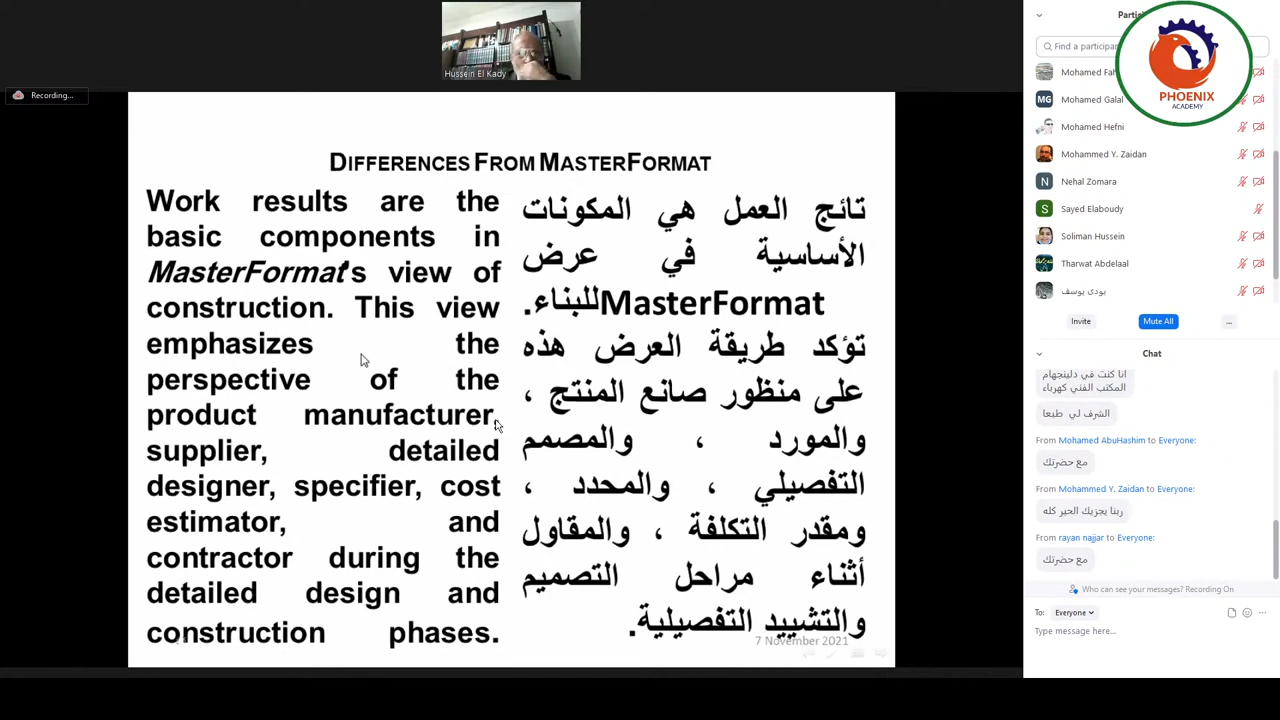 Hussein El Kady
Recording...
DIFFERENCES FROM MASTERFORMAT
Work results are the
basic components in
MasterFormat's view of
construction. This view
emphasizes the
perspective of the
product manufacturer,
supplier, detailed
designer, specifier, cost
estimator, and
contractor during the
detailed design and
construction phases.
تائج العمل هي المكونات
الأساسية في عرض
MasterFormatللبناء.
تؤكد طريقة العرض هذه
على منظور صانع المنتج ،
والمورد ، والمصمم
التفصيلي ، والمحدد ،
ومقدر التكلفة ، والمقاول
أثناء مراحل التصميم
والتشييد التفصيلية.
7 November 2021
Find a participa
PHOENIX
ACADEMY
Mohamed Fah
MG Mohamed Galal
Mohamed Hefni
Mohammed Y. Zaidan
N Nehal Zomara
S Sayed Elaboudy
Soliman Hussein
Tharwat Abdelaal
بودى يوسف
Invite Mute All ...
Chat
انا كنت في دلينجهام
المكتب الفني كهرباء
الشرف لي طبعا
From Mohamed AbuHashim to Everyone:
مع حضرتك
From Mohammed Y. Zaidan to Everyone:
ربنا يجزيك الخير كله
From rayan najjar to Everyone:
مع حضرتك
Who can see your messages? Recording On
To: Everyone
Type message here...